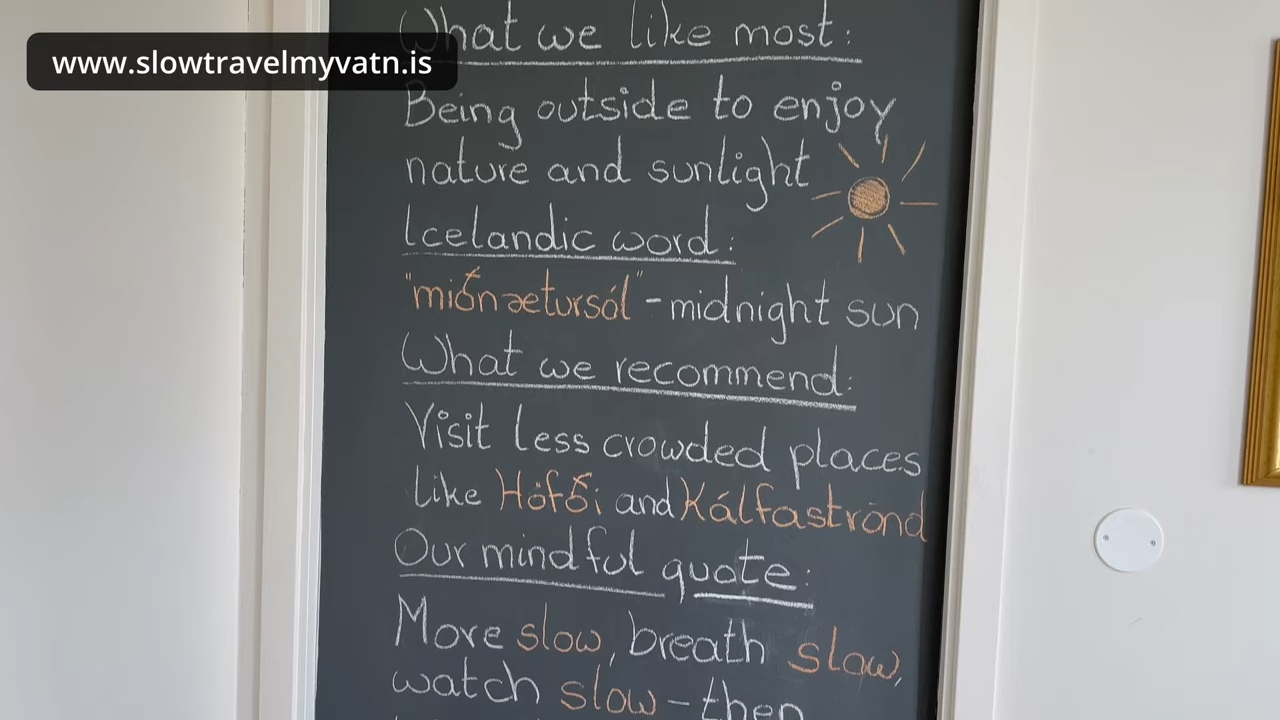 What we like most:
www.slowtravelmyvatn.is
Being outside to enjoy
nature and sunlight
Icelandic word:
"miðnætursól" - midnight sun
What we recommend:
Visit less crowded places
like Höfði and Kálfaströnd
Our mindful quote:
More slow, breath slow,
watch slow - then